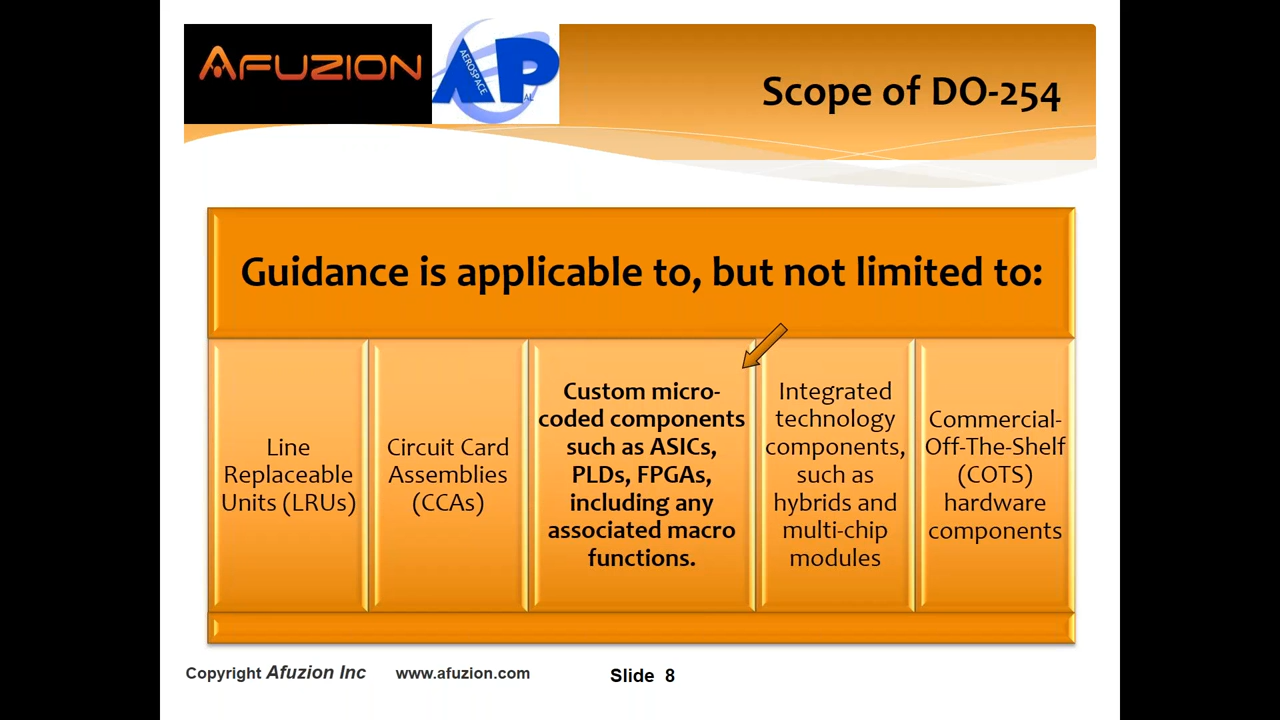 AFUZION
AEROSPACE
AP
AL
Scope of DO-254
Guidance is applicable to, but not limited to:
Line
Replaceable
Units (LRUs)
Circuit Card
Assemblies
(CCAs)
Custom micro-
coded components
such as ASICs,
PLDs, FPGAs,
including any
associated macro
functions.
Integrated
technology
components,
such as
hybrids and
multi-chip
modules
Commercial-
Off-The-Shelf
(COTS)
hardware
components
Copyright Afuzion Inc www.afuzion.com Slide 8